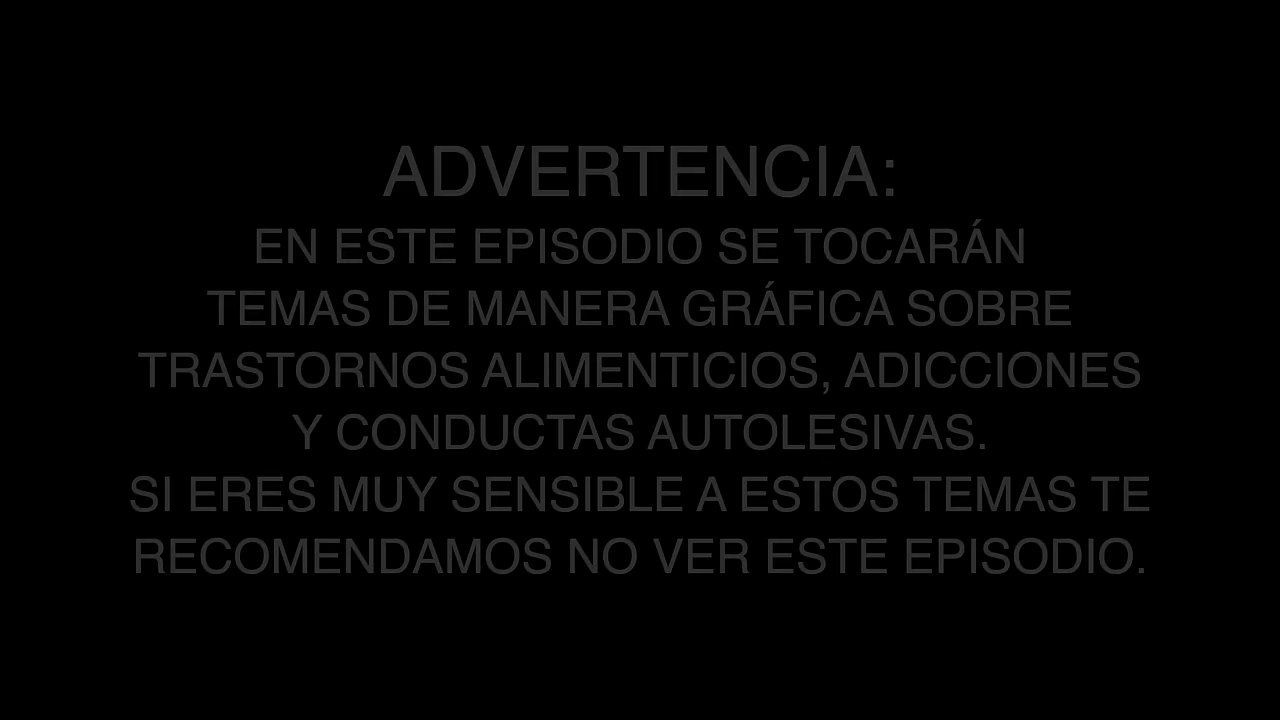 ADVERTENCIA:
EN ESTE EPISODIO SE TOCARÁN
TEMAS DE MANERA GRÁFICA SOBRE
TRASTORNOS ALIMENTICIOS, ADICCIONES
Y CONDUCTAS AUTOLESIVAS.
SI ERES MUY SENSIBLE A ESTOS TEMAS TE
RECOMENDAMOS NO VER ESTE EPISODIO.